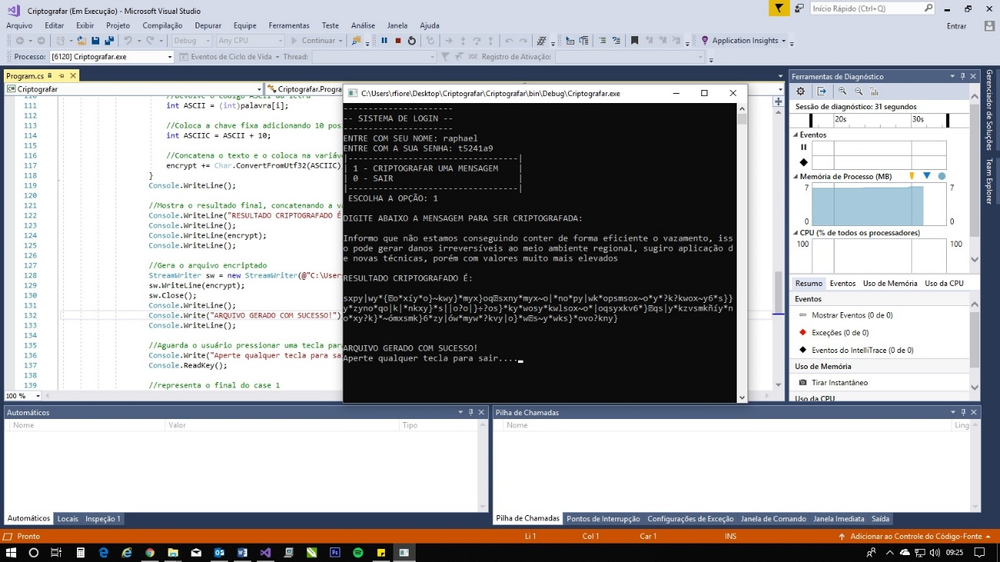 Criptografar (Em Execução) - Microsoft Visual Studio
Início Rápido (Ctrl+Q)
Arquivo Editar Exibir Projeto Compilação Depurar Equipe Ferramentas Teste Análise Janela Ajuda
Entrar
Debug Any CPU Continuar Application Insights
Processo: [6120] Criptografar.exe Eventos de Ciclo de Vida Thread: Registro de Ativação:
Program.cs
Criptografar Criptografar.Progra
110 //Devolve o código ASCII da letra
111 int ASCII = (int)palavra[i];
112
113 //Coloca a chave fixa adicionando 10 posi
114 int ASCIIC = ASCII + 10;
115
116 //Concatena o texto e o coloca na variáve
117 encrypt += Char.ConvertFromUtf32(ASCIIC)
118 }
119 Console.WriteLine();
120
121 //Mostra o resultado final, concatenando a va
122 Console.WriteLine("RESULTADO CRIPTOGRAFADO É
123 Console.WriteLine();
124 Console.WriteLine(encrypt);
125 Console.WriteLine();
126
127 //Gera o arquivo encriptado
128 StreamWriter sw = new StreamWriter(@"C:\Users
129 sw.WriteLine(encrypt);
130 sw.Close();
131 Console.WriteLine();
132 Console.Write("ARQUIVO GERADO COM SUCESSO!")
133 Console.WriteLine();
134
135 //Aguarda o usuário pressionar uma tecla para
136 Console.Write("Aperte qualquer tecla para sai
137 Console.ReadKey();
138
139 //representa o final do case 1
100 %
C:\Users\rfiore\Desktop\Criptografar\Criptografar\bin\Debug\Criptografar.exe
----------------------
-- SISTEMA DE LOGIN --
----------------------
ENTRE COM SEU NOME: raphael
ENTRE COM A SUA SENHA: t5241a9
|----------------------------------|
| 1 - CRIPTOGRAFAR UMA MENSAGEM |
| 0 - SAIR |
|----------------------------------|
ESCOLHA A OPÇÃO: 1
DIGITE ABAIXO A MENSAGEM PARA SER CRIPTOGRAFADA:
Informo que não estamos conseguindo conter de forma eficiente o vazamento, iss
o pode gerar danos irreversíveis ao meio ambiente regional, sugiro aplicação d
e novas técnicas, porém com valores muito mais elevados
RESULTADO CRIPTOGRAFADO É:
sxpy|wy*{⍰o*xíy*o}~kwy}*myx}oq⍰sxny*myx~o|*no*py|wk*opsmsox~o*y*?k?kwox~y6*s}}
y*zyno*qo|k|*nkxy}*s||o?o|}÷?os}*ky*wosy*kwlsox~o*|oqsyxkv6*}⍰qs|y*kzvsmkñíy*n
o*xy?k}*~ómxsmk}6*zy|ów*myw*?kvy|o}*w⍰s~y*wks}*ovo?kny}
ARQUIVO GERADO COM SUCESSO!
Aperte qualquer tecla para sair...._
Ferramentas de Diagnóstico
Sessão de diagnóstico: 31 segundos
20s 30s
Eventos
Memória de Processo (MB)
7 7
0 0
CPU (% de todos os processadores)
100 100
Resumo Eventos Uso de Memória Uso da CPU
Eventos
Mostrar Eventos (0 de 0)
Exceções (0 de 0)
Eventos do IntelliTrace (0 de 0)
Uso de Memória
Tirar Instantâneo
Uso da CPU
Gerenciador de Soluções
Team Explorer
Automáticos
Nome Valor Tipo
Automáticos Locais Inspeção 1
Pilha de Chamadas
Nome Ling
Pilha de Chamadas Pontos de Interrupção Configurações de Exceção Janela de Comando Janela Imediata Saída
Pronto Li 1 Col 1 Car 1 INS Adicionar ao Controle do Código-Fonte
09:25